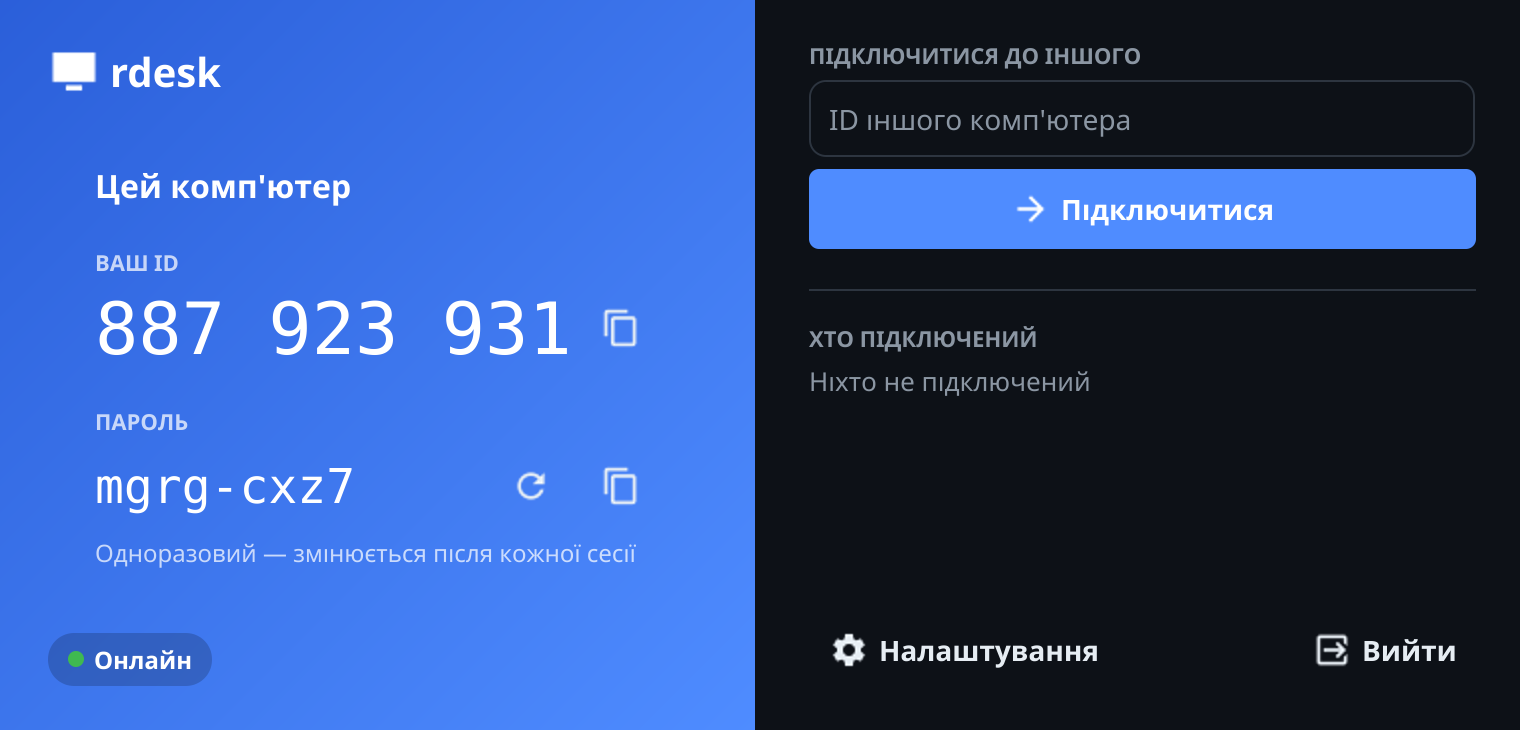 rdesk
Цей комп'ютер
ВАШ ID
887 923 931
ПАРОЛЬ
mgrg-cxz7
Одноразовий — змінюється після кожної сесії
Онлайн
ПІДКЛЮЧИТИСЯ ДО ІНШОГО
ID іншого комп'ютера
Підключитися
ХТО ПІДКЛЮЧЕНИЙ
Ніхто не підключений
Налаштування
Вийти